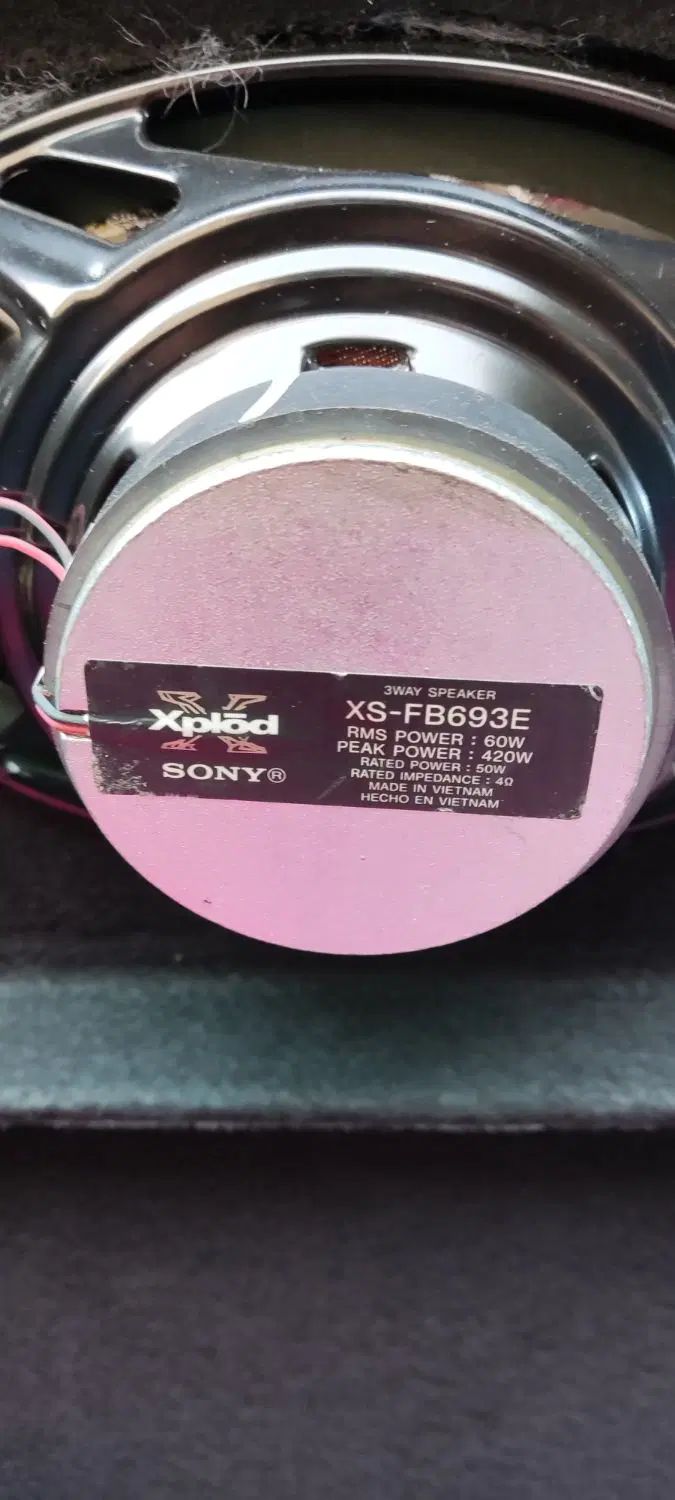 Xplōd
SONY®
3WAY SPEAKER
XS-FB693E
RMS POWER : 60W
PEAK POWER : 420W
RATED POWER : 50W
RATED IMPEDANCE : 4Ω
MADE IN VIETNAM
HECHO EN VIETNAM